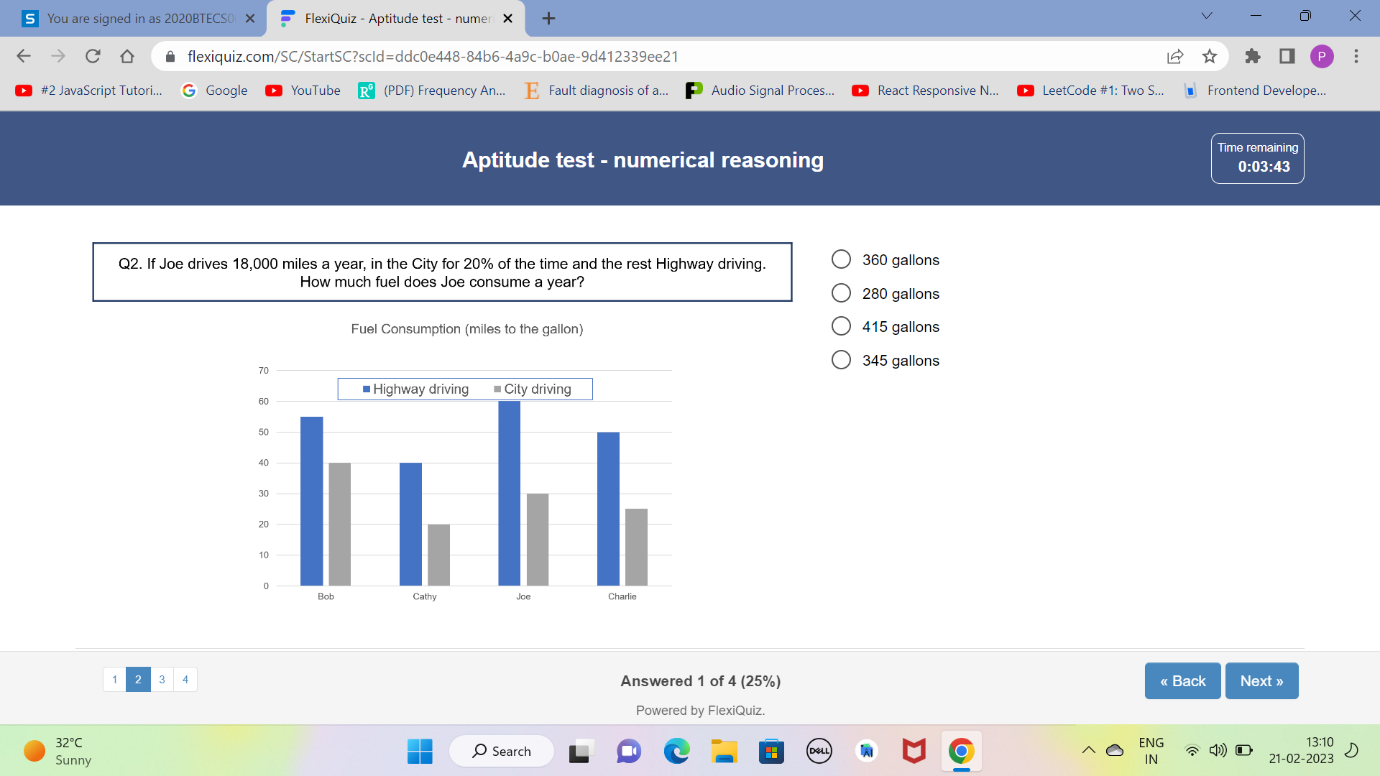 You are signed in as 2020BTECS0
FlexiQuiz - Aptitude test - numer
flexiquiz.com/SC/StartSC?scId=ddc0e448-84b6-4a9c-b0ae-9d412339ee21
P
#2 JavaScript Tutori...
Google
YouTube
(PDF) Frequency An...
Fault diagnosis of a...
Audio Signal Proces...
React Responsive N...
LeetCode #1: Two S...
Frontend Develope...
Aptitude test - numerical reasoning
Time remaining
0:03:43
Q2. If Joe drives 18,000 miles a year, in the City for 20% of the time and the rest Highway driving.
How much fuel does Joe consume a year?
360 gallons
280 gallons
415 gallons
345 gallons
Fuel Consumption (miles to the gallon)
Highway driving City driving
70
60
50
40
30
20
10
0
Bob Cathy Joe Charlie
1 2 3 4
Answered 1 of 4 (25%)
« Back
Next »
Powered by FlexiQuiz.
32°C
Sunny
Search
DELL
ENG
IN
13:10
21-02-2023